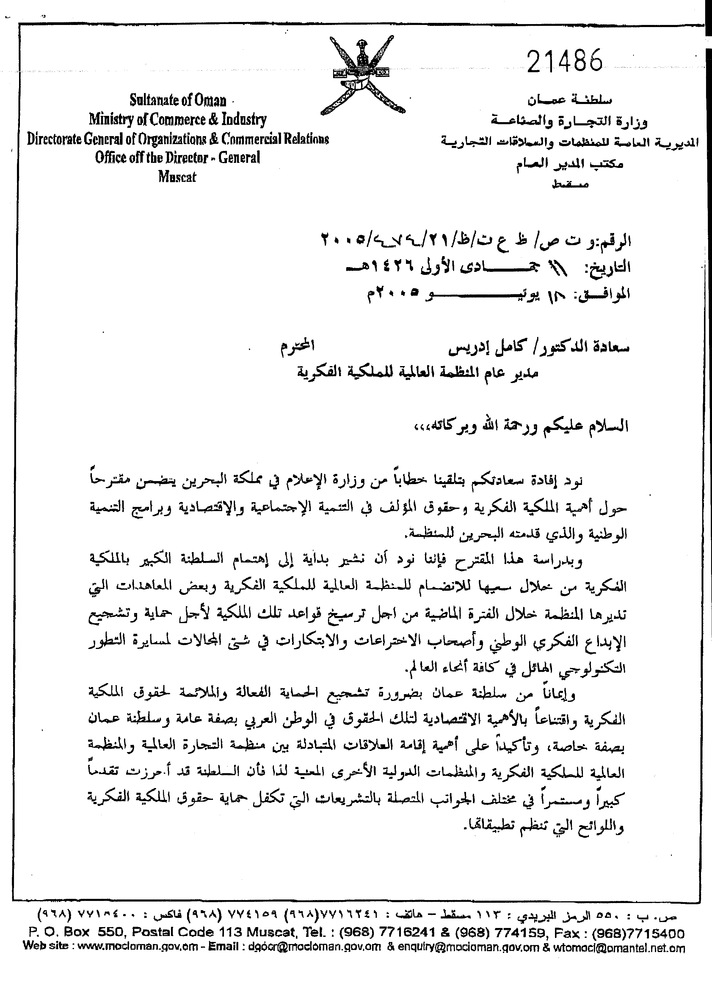 21486
Sultanate of Oman
Ministry of Commerce & Industry
Directorate General of Organizations & Commercial Relations
Office off the Director - General
Muscat
سلطنة عمان
وزارة التجارة والصناعة
المديرية العامة للمنظمات والعلاقات التجارية
مكتب المدير العام
مسقط
الرقم:و ت ص/ ظ ع ت/ظ/٢١/٤٧٤/٢٠٠٥
التاريخ: ١١ جمادى الأولى ١٤٢٦هـ
الموافق: ١٨ يونيو ٢٠٠٥م
سعادة الدكتور/ كامل إدريس المحترم
مدير عام المنظمة العالمية للملكية الفكرية
السلام عليكم ورحمة الله وبركاته،،،
نود إفادة سعادتكم بتلقينا خطاباً من وزارة الإعلام في مملكة البحرين يتضمن مقترحاً
حول أهمية الملكية الفكرية وحقوق المؤلف في التنمية الإجتماعية والإقتصادية وبرامج التنمية
الوطنية والذي قدمته البحرين للمنظمة.
وبدراسة هذا المقترح فإننا نود أن نشير بداية إلى إهتمام السلطنة الكبير بالملكية
الفكرية من خلال سعيها للانضمام للمنظمة العالمية للملكية الفكرية وبعض المعاهدات التي
تديرها المنظمة خلال الفترة الماضية من اجل ترسيخ قواعد تلك الملكية لأجل حماية وتشجيع
الإبداع الفكري الوطني وأصحاب الاختراعات والابتكارات في شتى المجالات لمسايرة التطور
التكنولوجي الهائل في كافة أنحاء العالم.
وإيماناً من سلطنة عمان بضرورة تشجيع الحماية الفعالة والملائمة لحقوق الملكية
الفكرية واقتناعاً بالأهمية الاقتصادية لتلك الحقوق في الوطن العربي بصفة عامة وسلطنة عمان
بصفة خاصة، وتأكيداً على أهمية إقامة العلاقات المتبادلة بين منظمة التجارة العالمية والمنظمة
العالمية للملكية الفكرية والمنظمات الدولية الأخرى المعنية لذا فأن السلطنة قد أحرزت تقدماً
كبيراً ومستمراً في مختلف الجوانب المتصلة بالتشريعات التي تكفل حماية حقوق الملكية الفكرية
واللوائح التي تنظم تطبيقاتها.
ص. ب : ٥٥٠ الرمز البريدي : ١١٣ مسقط - هاتف : ٧٧١٦٢٤١(٩٦٨) ٧٧٤١٥٩ (٩٦٨) فاكس : ٧٧١٥٤٠٠ (٩٦٨)
P. O. Box 550, Postal Code 113 Muscat, Tel. : (968) 7716241 & (968) 774159, Fax : (968)7715400
Web site : www.mocioman.gov.om - Email : dgocr@mocioman.gov.om & enquiry@mocioman.gov.om & wtomoci@omantel.net.om